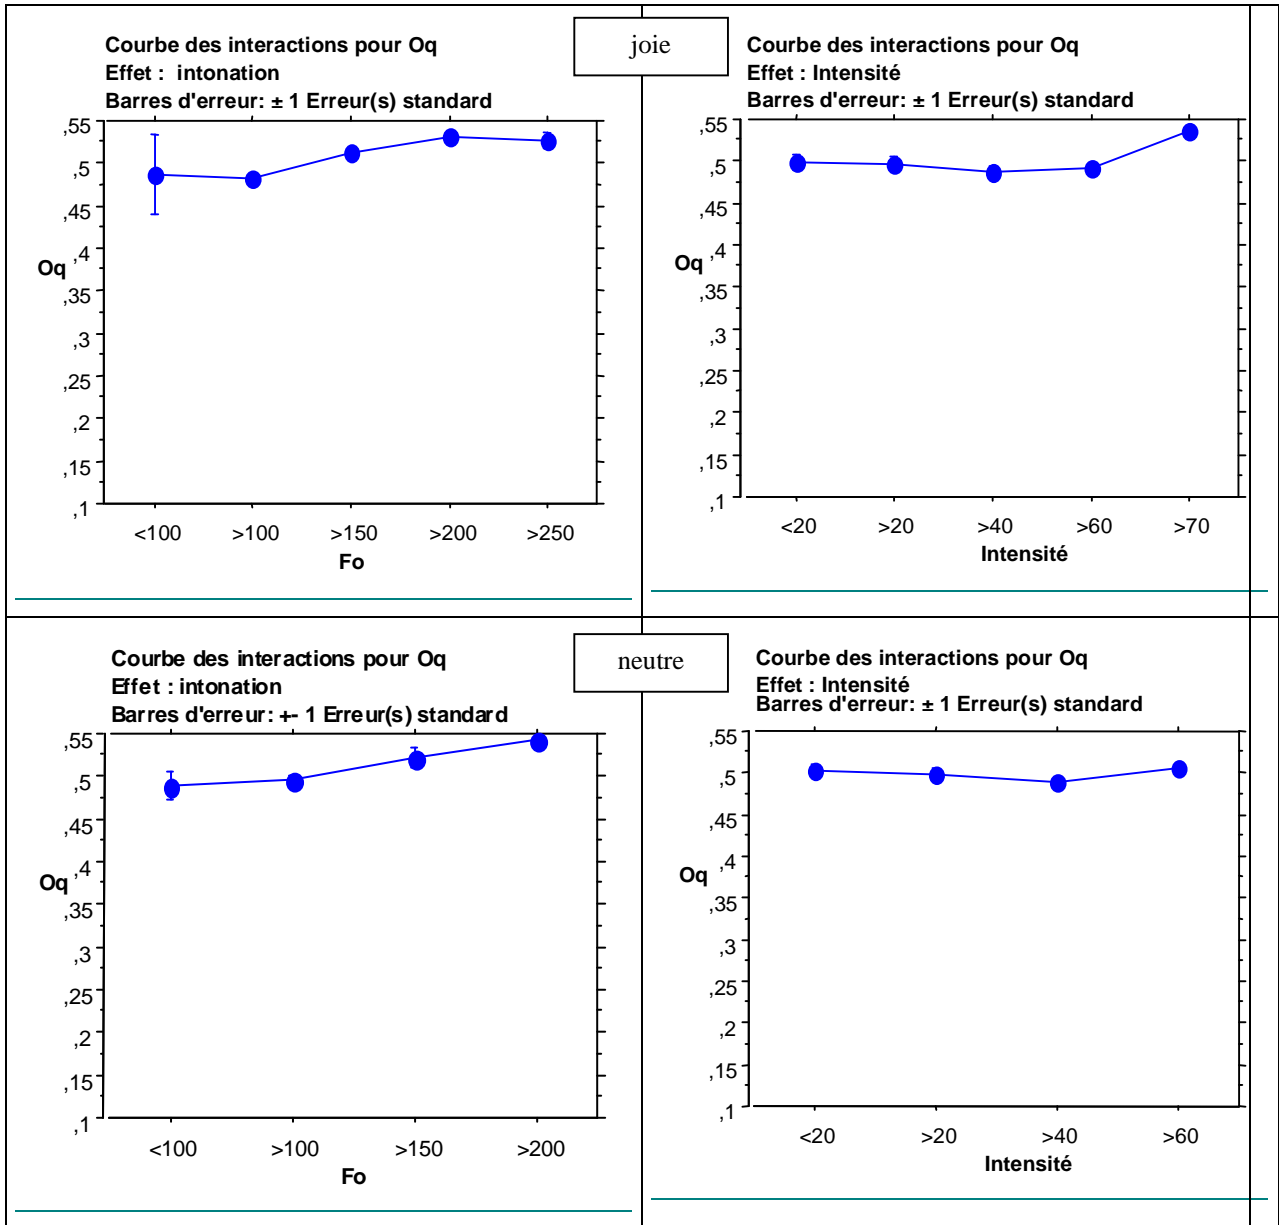 joie
Courbe des interactions pour Oq
Effet : intonation
Barres d'erreur: ± 1 Erreur(s) standard
,55
,5
,45
,4
Oq
,35
,3
,25
,2
,15
,1
<100 >100 >150 >200 >250
Fo
Courbe des interactions pour Oq
Effet : Intensité
Barres d'erreur: ± 1 Erreur(s) standard
,55
,5
,45
,4
Oq
,35
,3
,25
,2
,15
,1
<20 >20 >40 >60 >70
Intensité
neutre
Courbe des interactions pour Oq
Effet : intonation
Barres d'erreur: +- 1 Erreur(s) standard
,55
,5
,45
,4
Oq
,35
,3
,25
,2
,15
,1
<100 >100 >150 >200
Fo
Courbe des interactions pour Oq
Effet : Intensité
Barres d'erreur: ± 1 Erreur(s) standard
,55
,5
,45
,4
Oq
,35
,3
,25
,2
,15
,1
<20 >20 >40 >60
Intensité